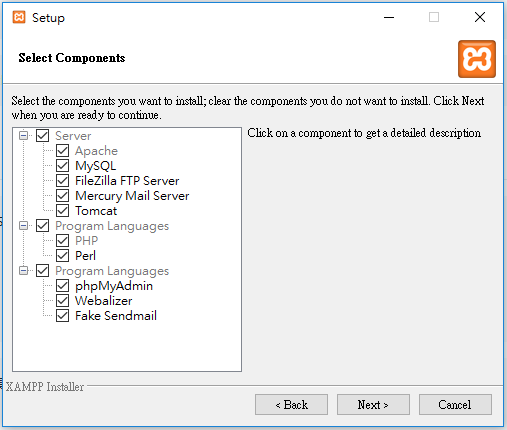 Setup
Select Components
Select the components you want to install; clear the components you do not want to install. Click Next
when you are ready to continue.
Click on a component to get a detailed description
Server
Apache
MySQL
FileZilla FTP Server
Mercury Mail Server
Tomcat
Program Languages
PHP
Perl
Program Languages
phpMyAdmin
Webalizer
Fake Sendmail
XAMPP Installer
< Back
Next >
Cancel